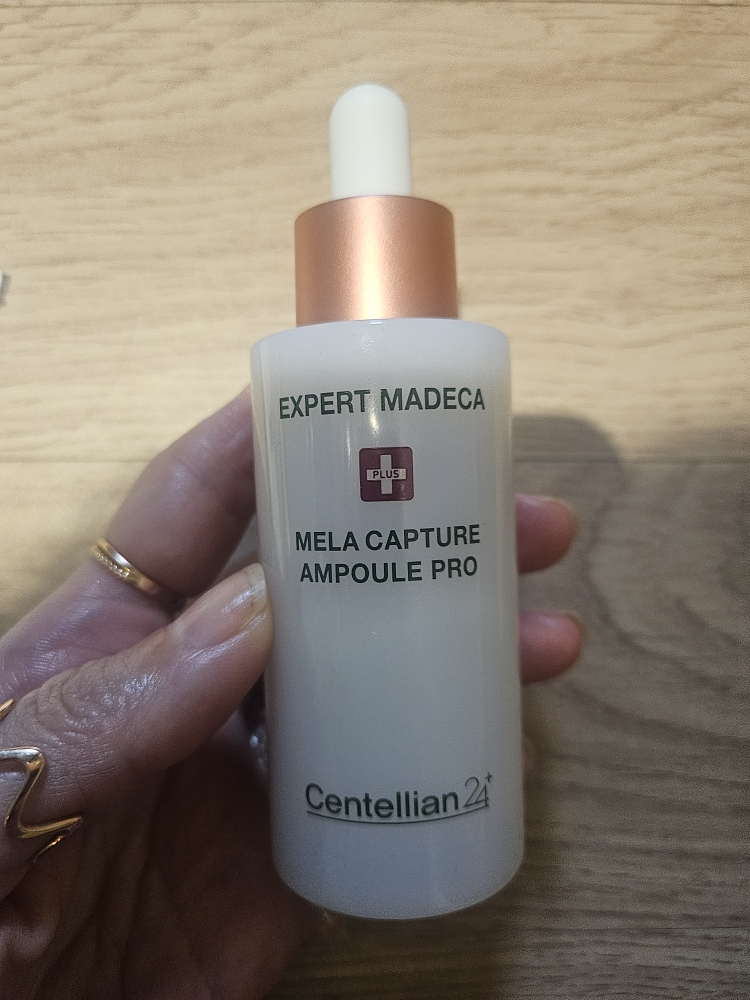 EXPERT MADECA
PLUS
MELA CAPTURE
AMPOULE PRO
Centellian24+